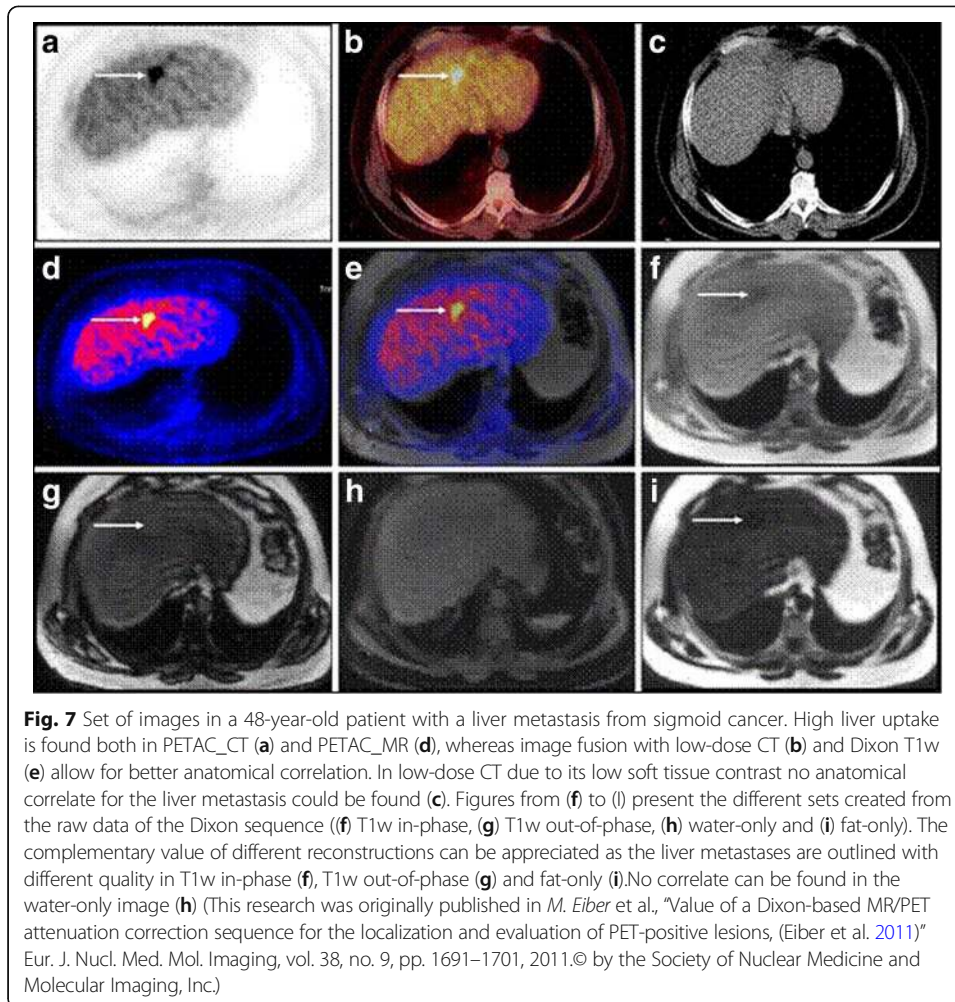 a
b
c
d
e
f
g
h
i
Fig. 7 Set of images in a 48-year-old patient with a liver metastasis from sigmoid cancer. High liver uptake
is found both in PETAC_CT (a) and PETAC_MR (d), whereas image fusion with low-dose CT (b) and Dixon T1w
(e) allow for better anatomical correlation. In low-dose CT due to its low soft tissue contrast no anatomical
correlate for the liver metastasis could be found (c). Figures from (f) to (l) present the different sets created from
the raw data of the Dixon sequence ((f) T1w in-phase, (g) T1w out-of-phase, (h) water-only and (i) fat-only). The
complementary value of different reconstructions can be appreciated as the liver metastases are outlined with
different quality in T1w in-phase (f), T1w out-of-phase (g) and fat-only (i).No correlate can be found in the
water-only image (h) (This research was originally published in M. Eiber et al., “Value of a Dixon-based MR/PET
attenuation correction sequence for the localization and evaluation of PET-positive lesions, (Eiber et al. 2011)”
Eur. J. Nucl. Med. Mol. Imaging, vol. 38, no. 9, pp. 1691–1701, 2011.© by the Society of Nuclear Medicine and
Molecular Imaging, Inc.)